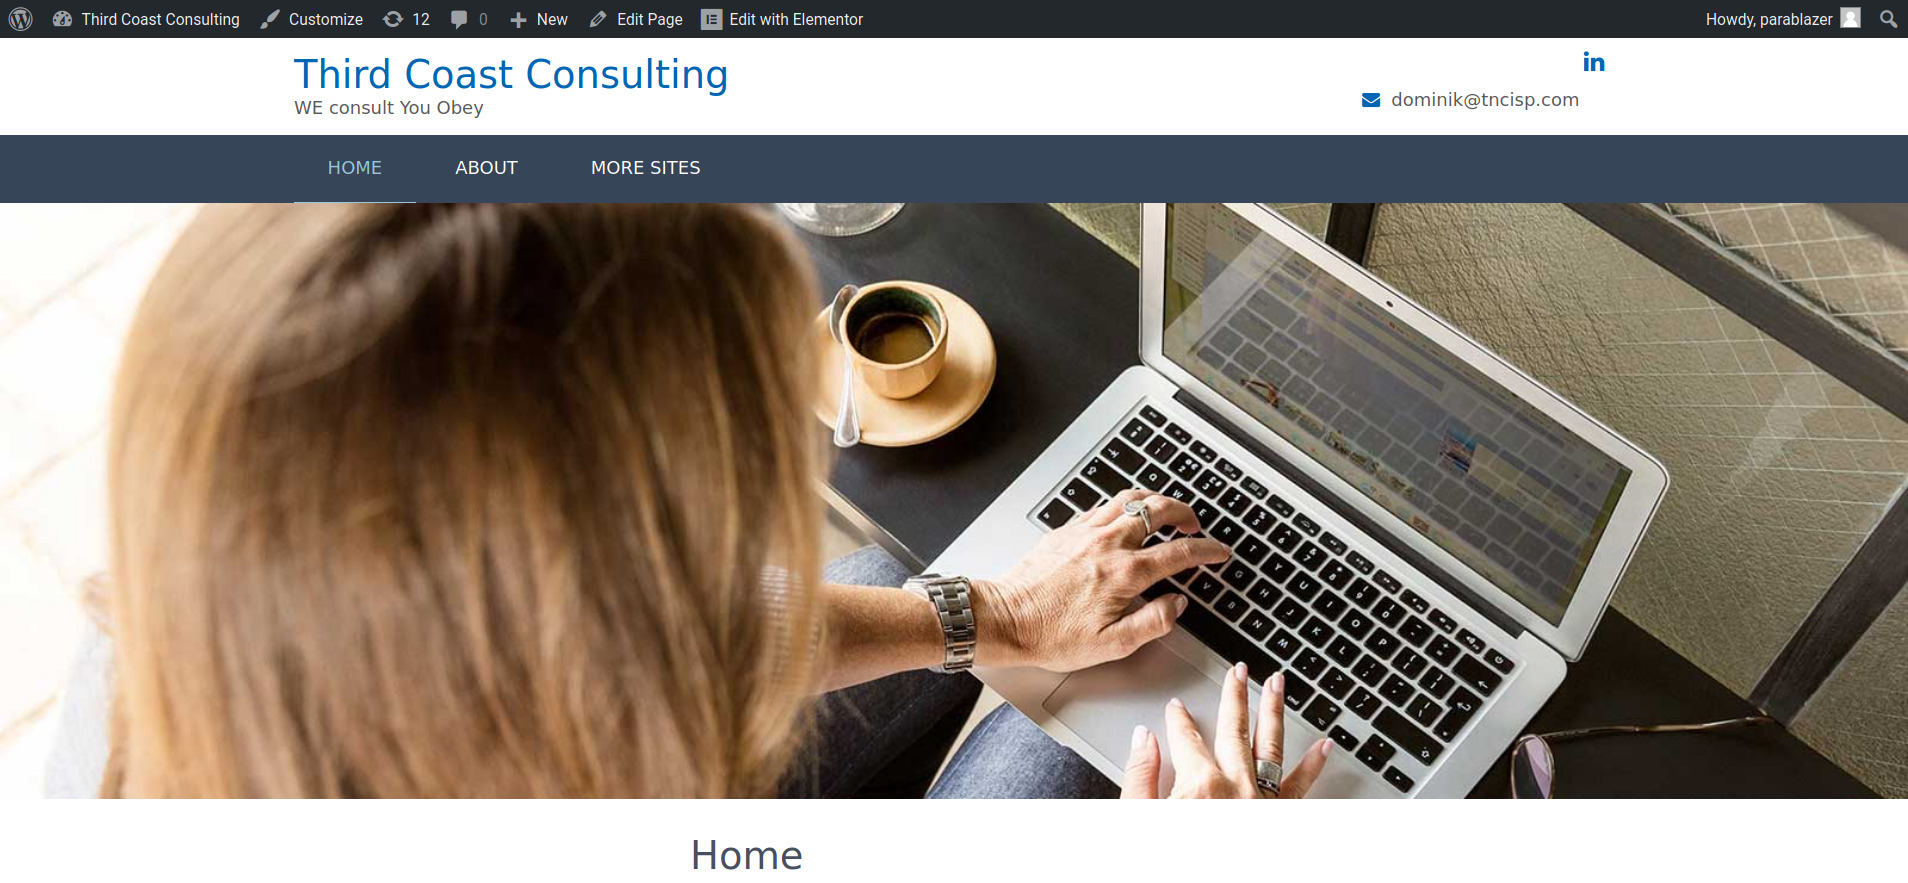 Third Coast Consulting Customize 12 0 New Edit Page Edit with Elementor Howdy, parablazer
Third Coast Consulting
WE consult You Obey
in
dominik@tncisp.com
HOME ABOUT MORE SITES
Home